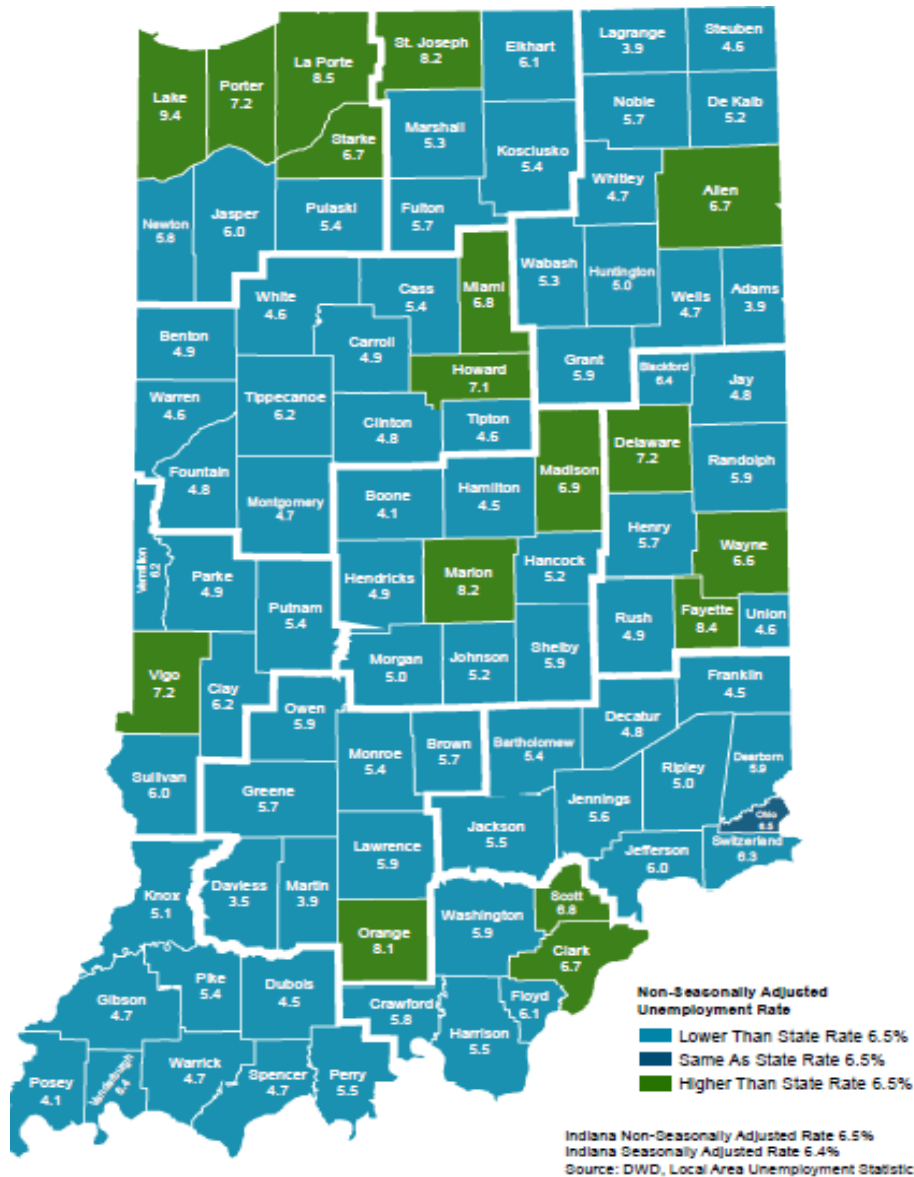 Lagrange
3.9
Steuben
4.6
St. Joseph
8.2
Elkhart
6.1
La Porte
8.5
Porter
7.2
Lake
9.4
Noble
5.7
De Kalb
5.2
Marshall
5.3
Starke
6.7
Kosciusko
5.4
Whitley
4.7
Allen
6.7
Newton
5.8
Jasper
6.0
Pulaski
5.4
Fulton
5.7
Wabash
5.3
Huntington
5.0
Wells
4.7
Adams
3.9
White
4.6
Cass
5.4
Miami
6.8
Benton
4.9
Carroll
4.9
Howard
7.1
Grant
5.9
Blackford
6.4
Jay
4.8
Warren
4.6
Tippecanoe
6.2
Clinton
4.8
Tipton
4.6
Madison
6.9
Delaware
7.2
Randolph
5.9
Fountain
4.8
Montgomery
4.7
Boone
4.1
Hamilton
4.5
Henry
5.7
Wayne
6.6
Vermillion
6.2
Parke
4.9
Putnam
5.4
Hendricks
4.9
Marion
8.2
Hancock
5.2
Rush
4.9
Fayette
8.4
Union
4.6
Vigo
7.2
Clay
6.2
Morgan
5.0
Johnson
5.2
Shelby
5.9
Franklin
4.5
Owen
5.9
Monroe
5.4
Brown
5.7
Bartholomew
5.4
Decatur
4.8
Ripley
5.0
Dearborn
5.9
Sullivan
6.0
Greene
5.7
Jackson
5.5
Jennings
5.6
Ohio
6.5
Switzerland
6.3
Jefferson
6.0
Lawrence
5.9
Knox
5.1
Daviess
3.5
Martin
3.9
Orange
8.1
Washington
5.9
Scott
6.8
Clark
6.7
Gibson
4.7
Pike
5.4
Dubois
4.5
Crawford
5.8
Harrison
5.5
Floyd
6.1
Posey
4.1
Vanderburgh
5.4
Warrick
4.7
Spencer
4.7
Perry
5.5
Non-Seasonally Adjusted
Unemployment Rate
Lower Than State Rate 6.5%
Same As State Rate 6.5%
Higher Than State Rate 6.5%
Indiana Non-Seasonally Adjusted Rate 6.5%
Indiana Seasonally Adjusted Rate 6.4%
Source: DWD, Local Area Unemployment Statistic